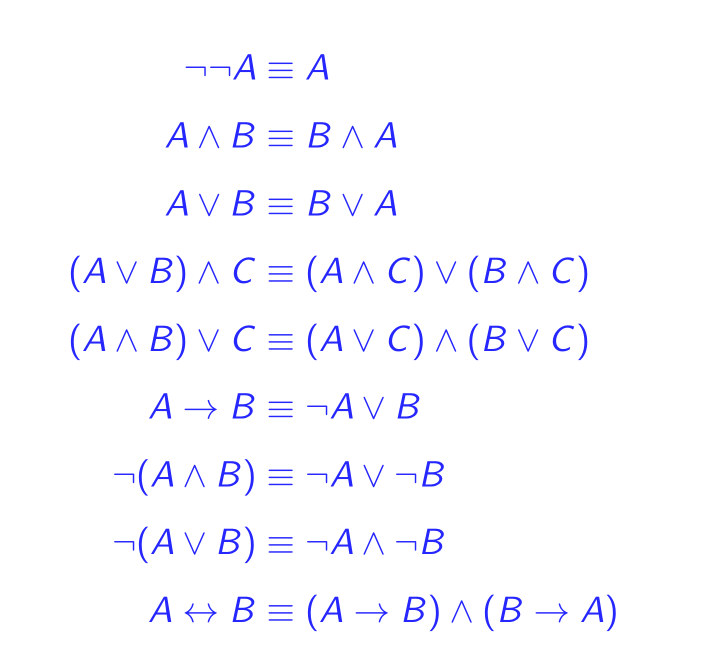 ¬¬A ≡ A
A ∧ B ≡ B ∧ A
A ∨ B ≡ B ∨ A
(A ∨ B) ∧ C ≡ (A ∧ C) ∨ (B ∧ C)
(A ∧ B) ∨ C ≡ (A ∨ C) ∧ (B ∨ C)
A → B ≡ ¬A ∨ B
¬(A ∧ B) ≡ ¬A ∨ ¬B
¬(A ∨ B) ≡ ¬A ∧ ¬B
A ↔ B ≡ (A → B) ∧ (B → A)